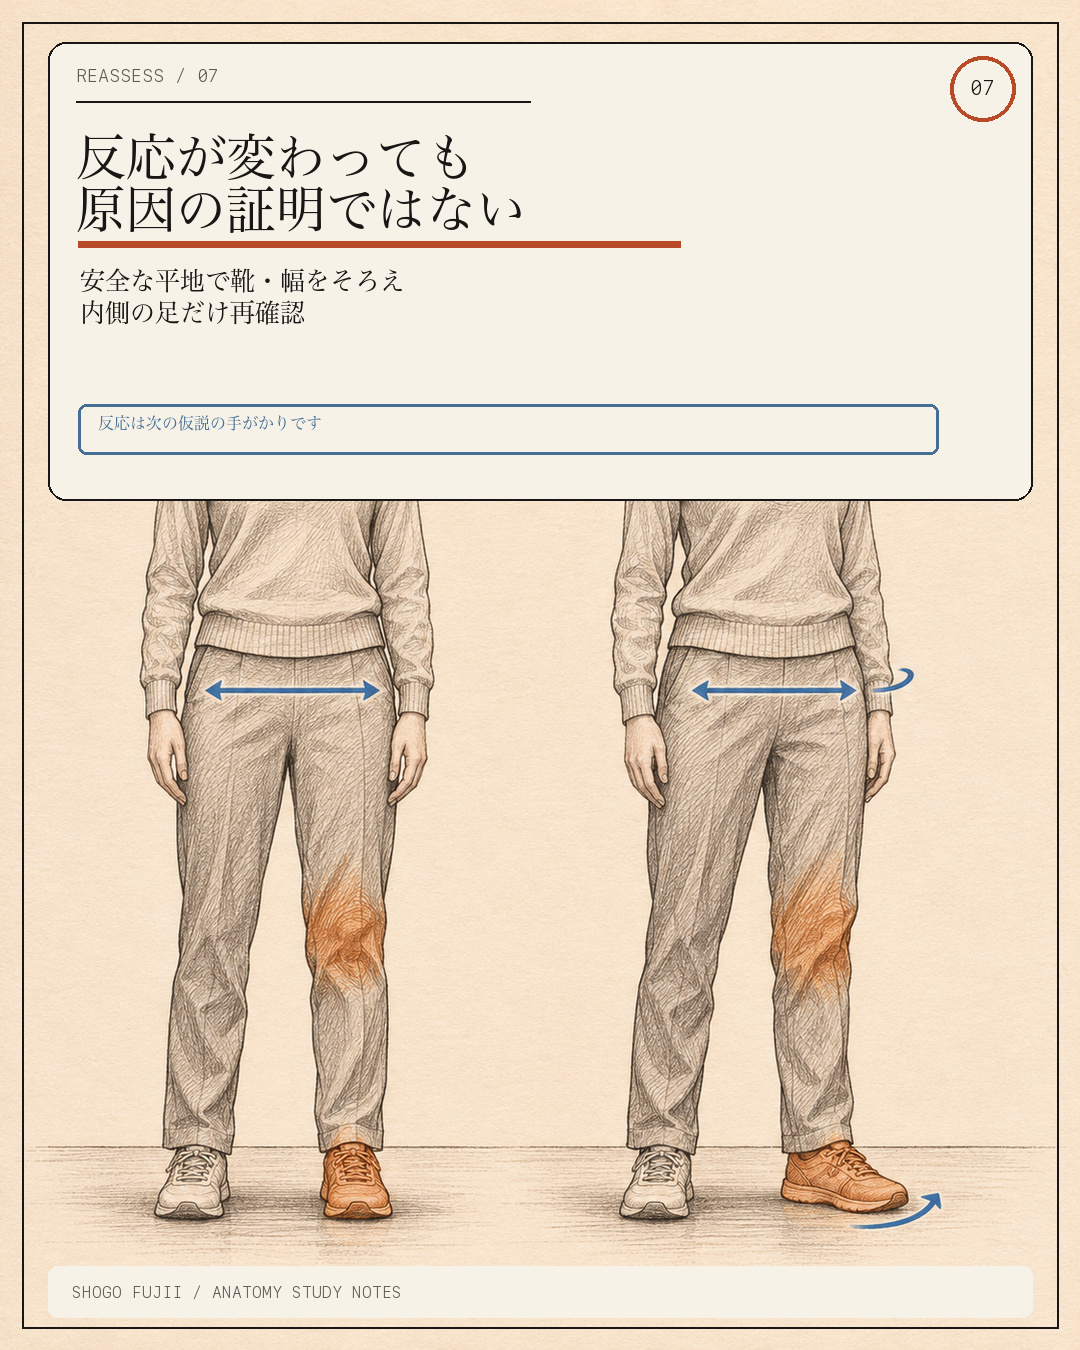 REASSESS / 07
07
反応が変わっても
原因の証明ではない
安全な平地で靴・幅をそろえ
内側の足だけ再確認
反応は次の仮説の手がかりです
SHOGO FUJII / ANATOMY STUDY NOTES